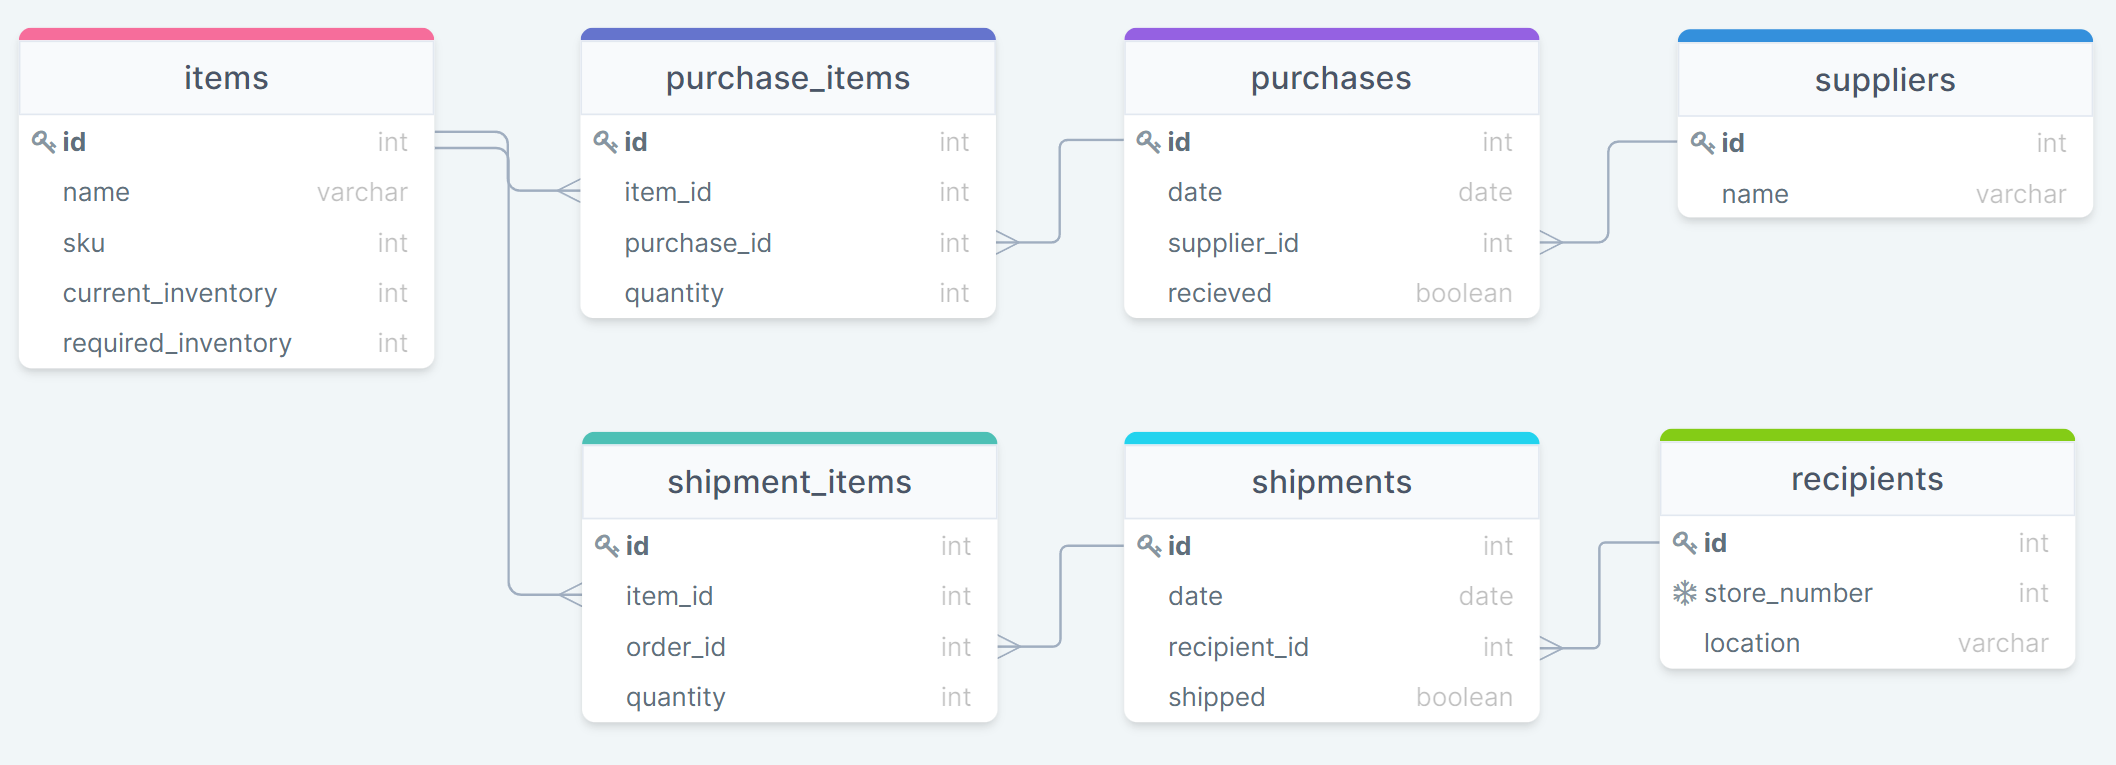 items
id int
name varchar
sku int
current_inventory int
required_inventory int
purchase_items
id int
item_id int
purchase_id int
quantity int
purchases
id int
date date
supplier_id int
recieved boolean
suppliers
id int
name varchar
shipment_items
id int
item_id int
order_id int
quantity int
shipments
id int
date date
recipient_id int
shipped boolean
recipients
id int
store_number int
location varchar